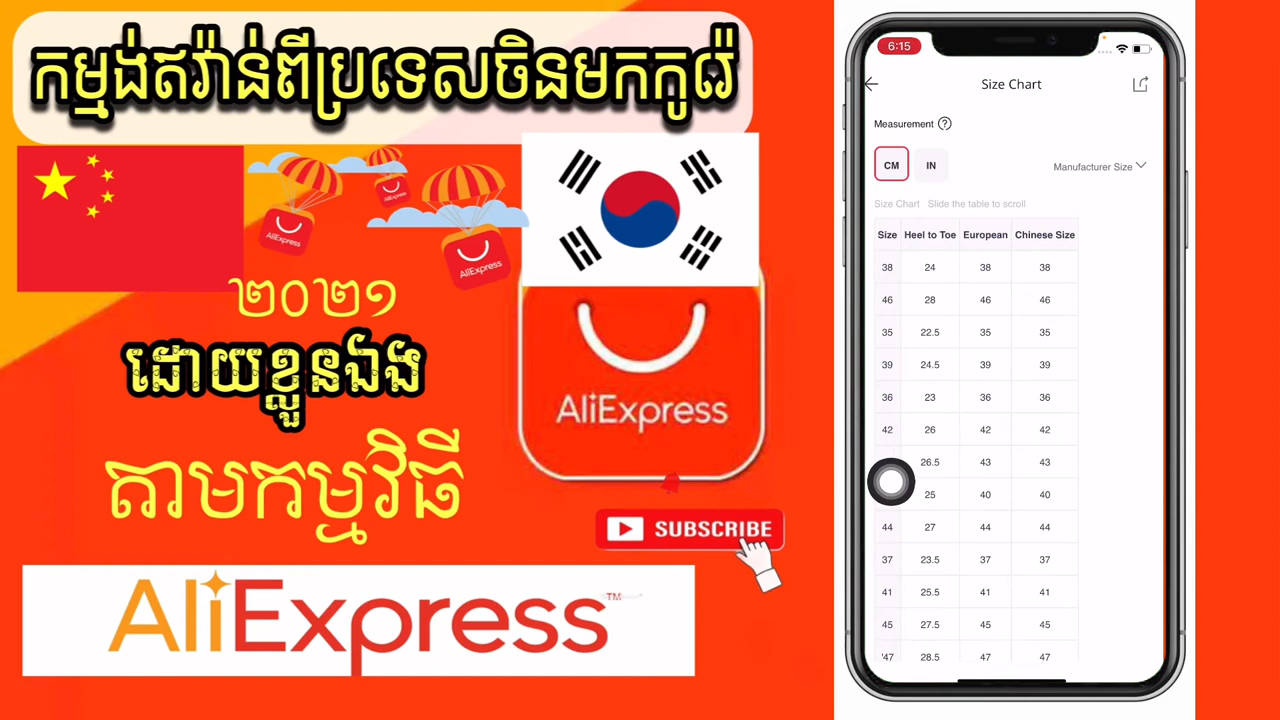 កម្មង់ឥវ៉ាន់ពីប្រទេសចិនមកកូរ៉េ
AliExpress
AliExpress
AliExpress
២០២១
ដោយខ្លួនឯង
តាមកម្មវិធី
AliExpress
SUBSCRIBE
AliExpress™
6:15
Size Chart
Measurement ?
CM IN Manufacturer Size
Size Chart Slide the table to scroll
Size Heel to Toe European Chinese Size
38 24 38 38
46 28 46 46
35 22.5 35 35
39 24.5 39 39
36 23 36 36
42 26 42 42
26.5 43 43
25 40 40
44 27 44 44
37 23.5 37 37
41 25.5 41 41
45 27.5 45 45
'47 28.5 47 47